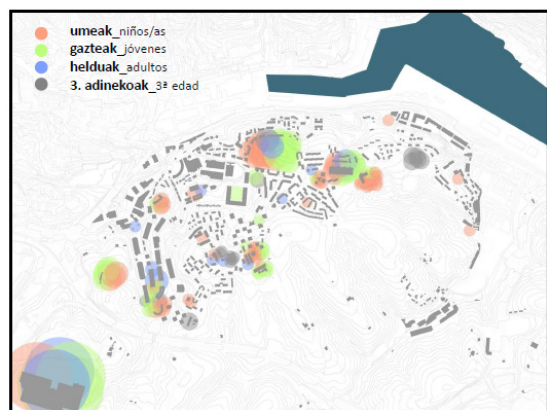 umeak_niños/as
gazteak_jóvenes
helduak_adultos
3. adinekoak_3ª edad